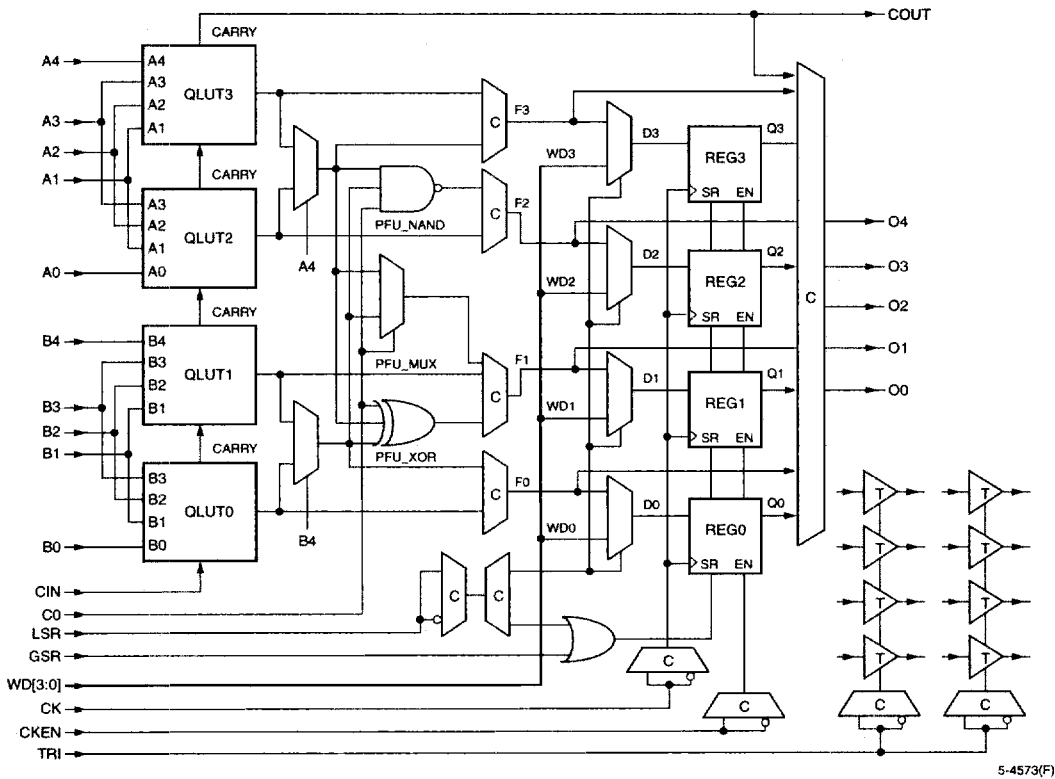 CARRY
COUT
A4
A4
A3
A2
A1
QLUT3
A3
A2
A1
CARRY
A3
A2
A1
A0
QLUT2
A0
CARRY
B4
B4
B3
B2
B1
QLUT1
B3
B2
B1
CARRY
B3
B2
B1
B0
QLUT0
B0
CIN
C0
LSR
GSR
WD[3:0]
CK
CKEN
TRI
A4
B4
PFU_NAND
PFU_MUX
PFU_XOR
C
F3
C
F2
C
F1
C
F0
C
C
WD3
D3
REG3
SR
EN
Q3
WD2
D2
REG2
SR
EN
Q2
WD1
D1
REG1
SR
EN
Q1
WD0
D0
REG0
SR
EN
Q0
C
O4
O3
O2
O1
O0
C
C
T
T
T
T
C
T
T
T
T
C
5-4573(F)